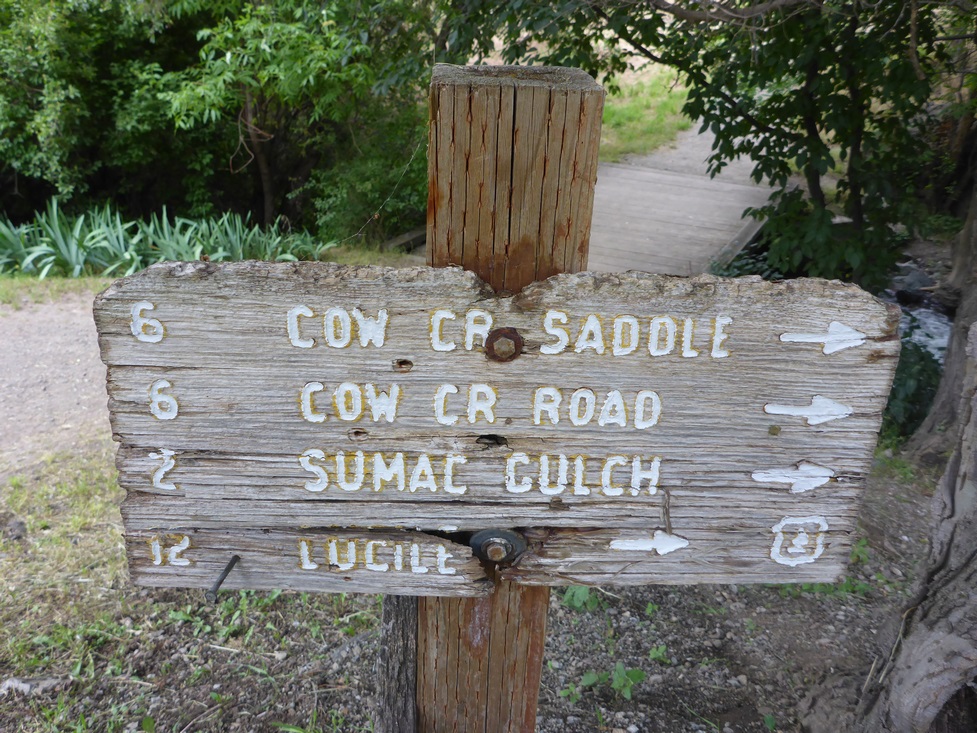 6 COW CR SADDLE
6 COW CR ROAD
2 SUMAC GULCH
12 LUCILE